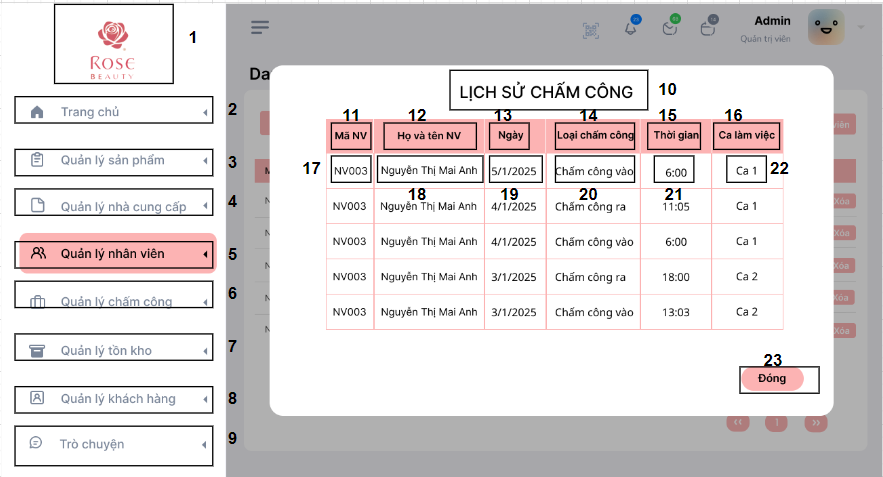 ROSE
BEAUTY
1
2
Trang chủ
3
Quản lý sản phẩm
4
Quản lý nhà cung cấp
5
Quản lý nhân viên
6
Quản lý chấm công
7
Quản lý tồn kho
8
Quản lý khách hàng
9
Trò chuyện
Admin
Quản trị viên
Da
LỊCH SỬ CHẤM CÔNG 10
11 12 13 14 15 16
Mã NV Họ và tên NV Ngày Loại chấm công Thời gian Ca làm việc
17 NV003 Nguyễn Thị Mai Anh 5/1/2025 Chấm công vào 6:00 Ca 1 22
18 19 20 21
NV003 Nguyễn Thị Mai Anh 4/1/2025 Chấm công ra 11:05 Ca 1
NV003 Nguyễn Thị Mai Anh 4/1/2025 Chấm công vào 6:00 Ca 1
NV003 Nguyễn Thị Mai Anh 3/1/2025 Chấm công ra 18:00 Ca 2
NV003 Nguyễn Thị Mai Anh 3/1/2025 Chấm công vào 13:03 Ca 2
23
Đóng
iên
Xóa
Xóa
Xóa
Xóa
Xóa